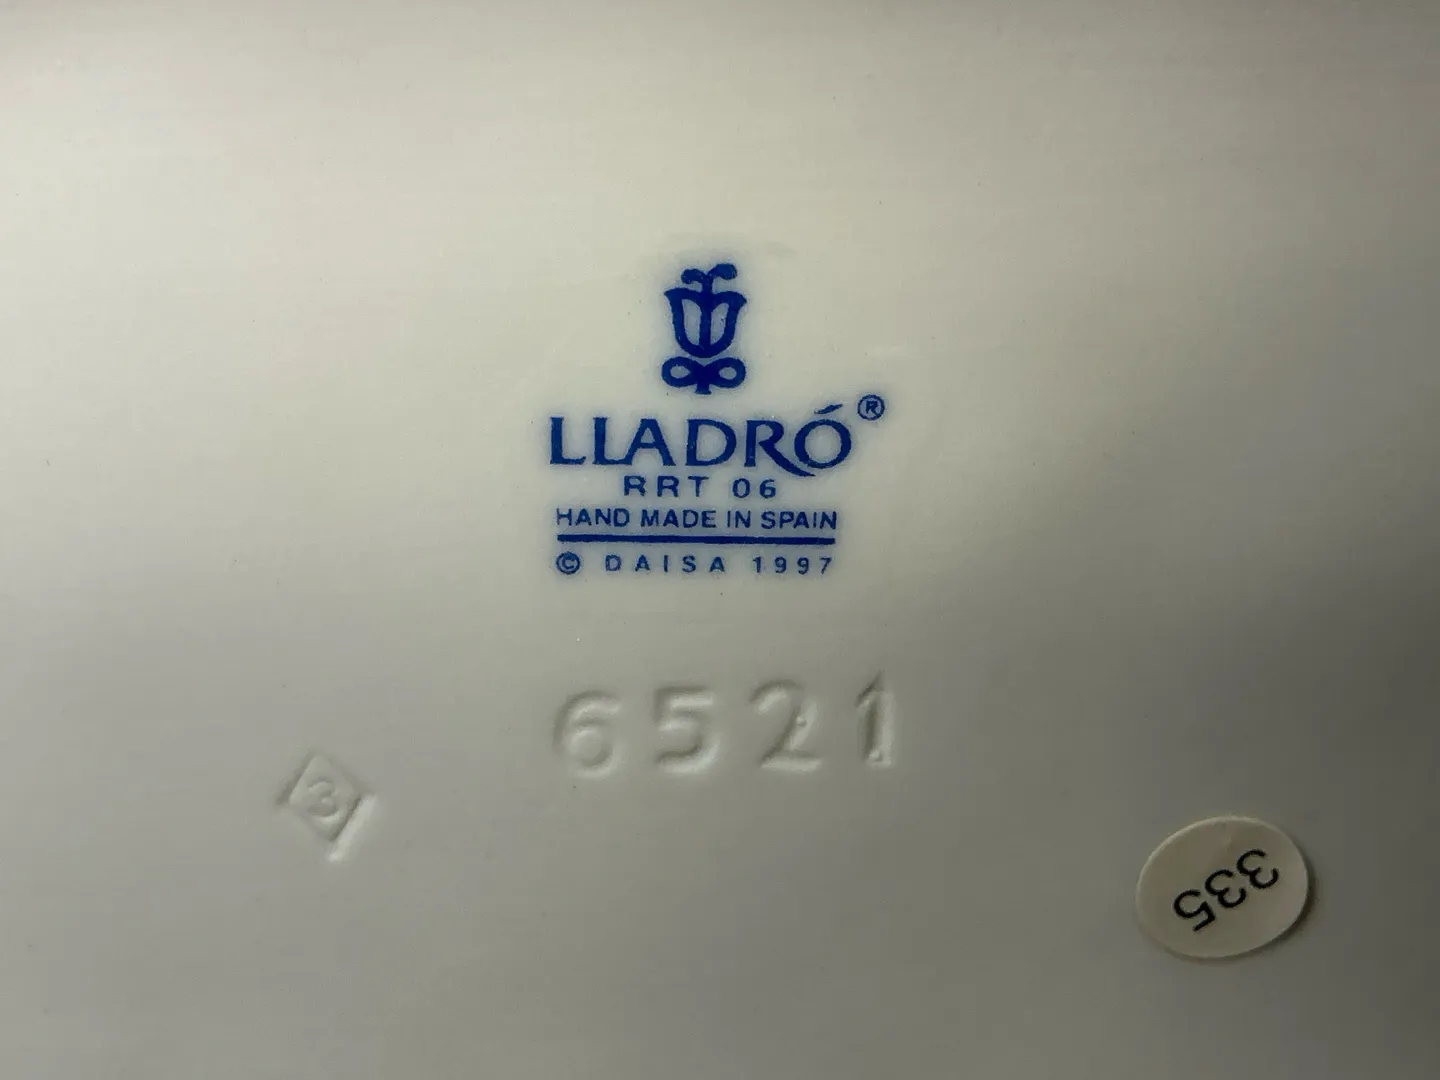 LLADRÓ®
RRT 06
HAND MADE IN SPAIN
© DAISA 1997
6521
3
335